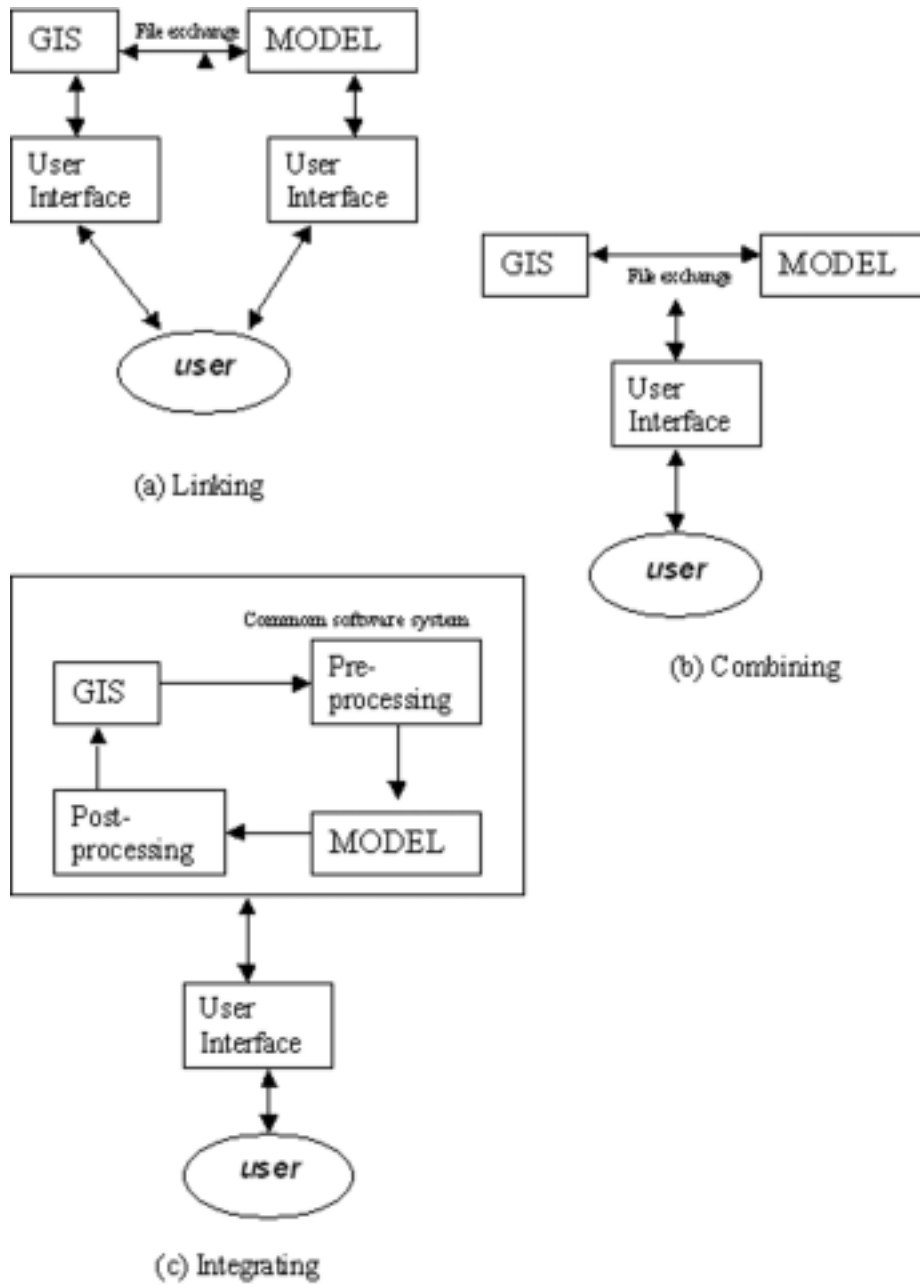 GIS
File exchange
MODEL
User
Interface
User
Interface
user
(a) Linking
GIS
MODEL
File exchange
User
Interface
user
(b) Combining
Commom software system
GIS
Pre-
processing
Post-
processing
MODEL
User
Interface
user
(c) Integrating